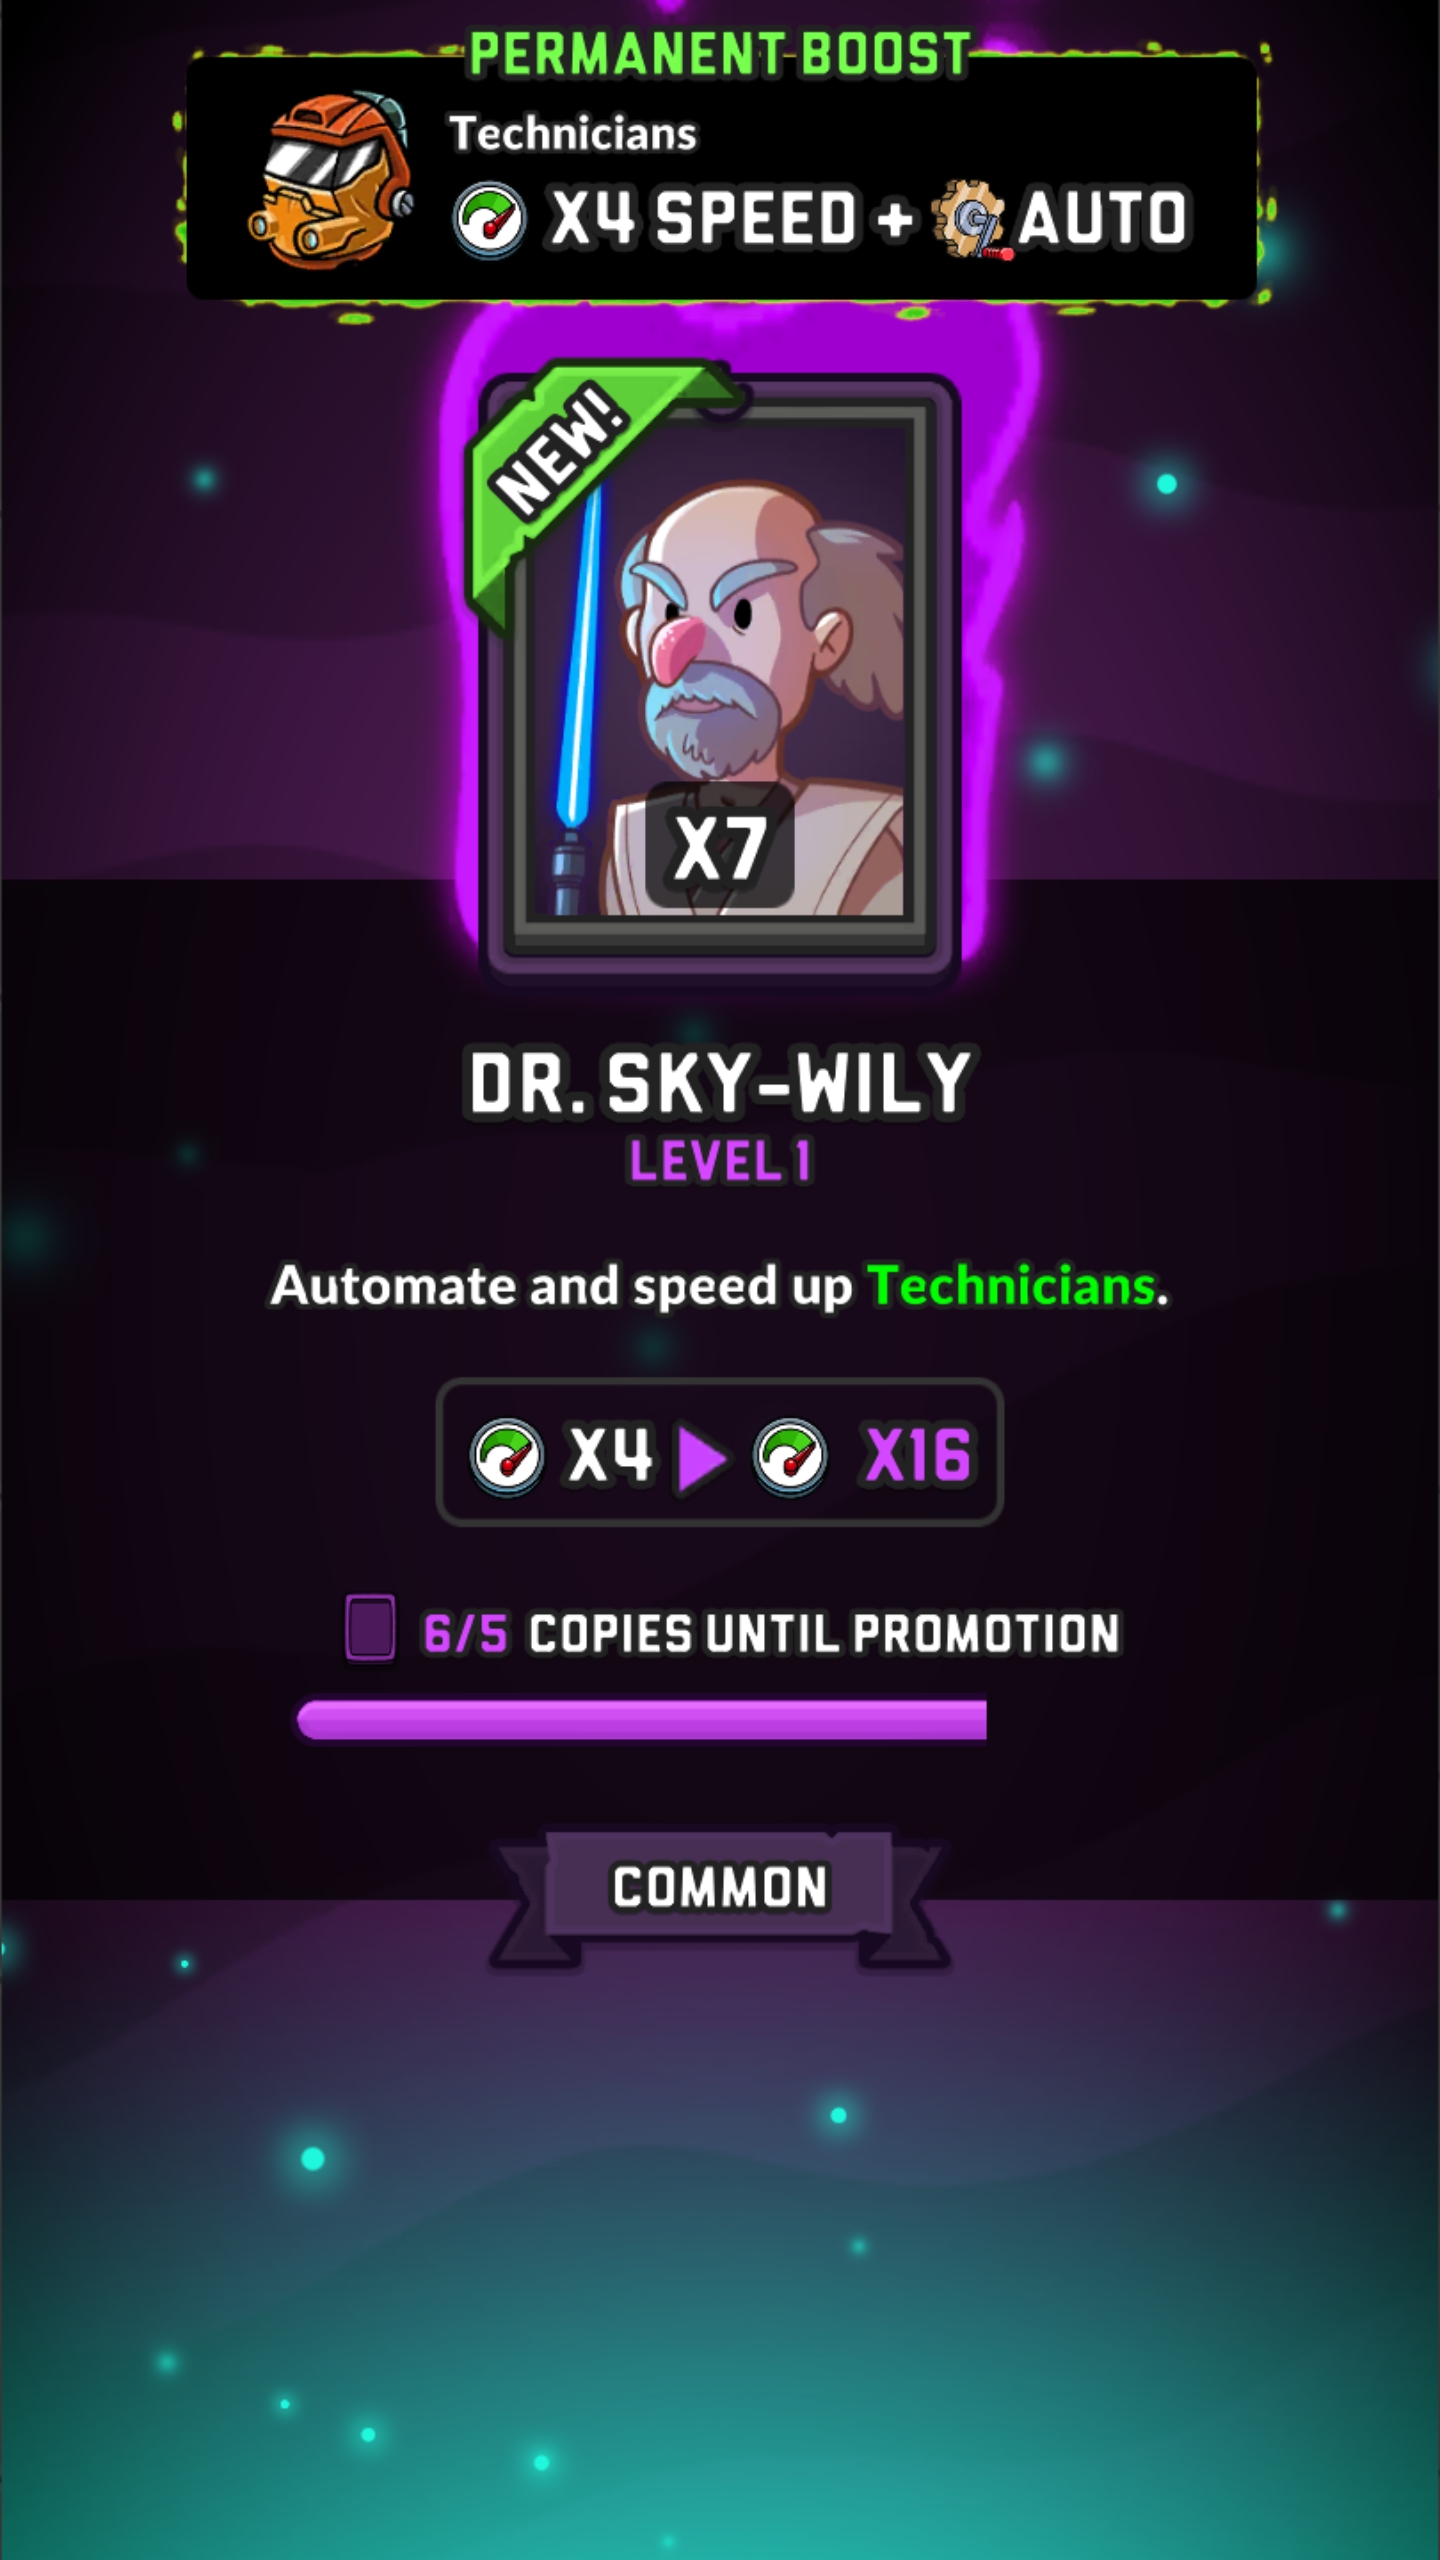 PERMANENT BOOST
Technicians
X4 SPEED + AUTO
NEW!
X7
DR. SKY-WILY
LEVEL 1
Automate and speed up Technicians.
X4 X16
6/5 COPIES UNTIL PROMOTION
COMMON